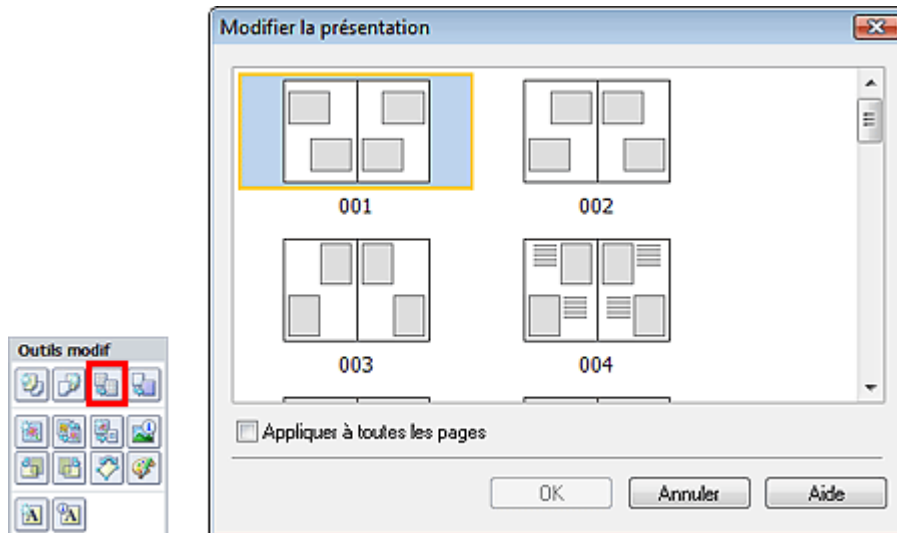 Modifier la présentation
001
002
003
004
Appliquer à toutes les pages
OK
Annuler
Aide
Outils modif
A
A